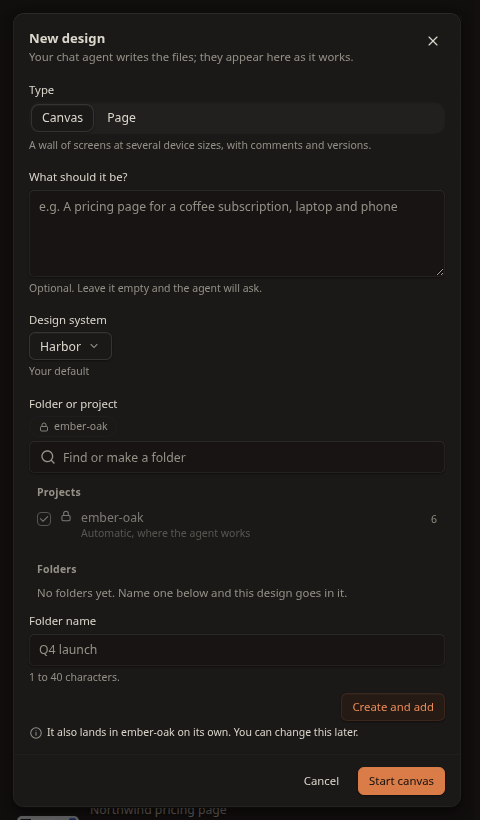 New design
Your chat agent writes the files; they appear here as it works.
Type
Canvas Page
A wall of screens at several device sizes, with comments and versions.
What should it be?
e.g. A pricing page for a coffee subscription, laptop and phone
Optional. Leave it empty and the agent will ask.
Design system
Harbor
Your default
Folder or project
ember-oak
Find or make a folder
Projects
ember-oak 6
Automatic, where the agent works
Folders
No folders yet. Name one below and this design goes in it.
Folder name
Q4 launch
1 to 40 characters.
Create and add
It also lands in ember-oak on its own. You can change this later.
Cancel Start canvas
Northwind pricing page